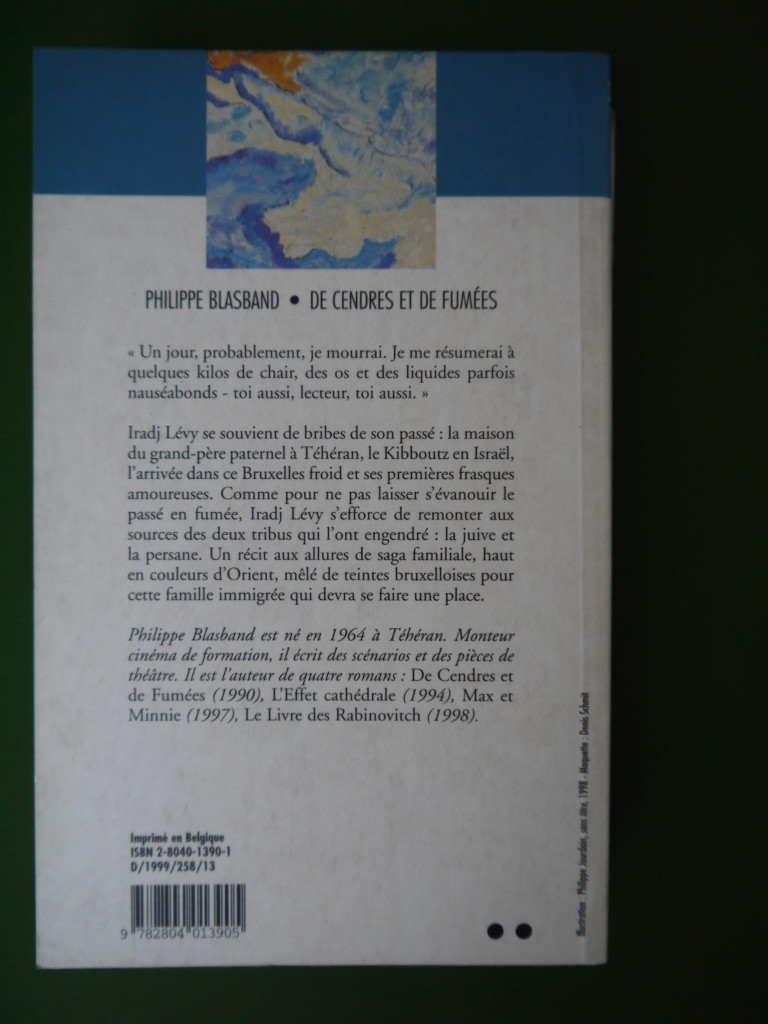 PHILIPPE BLASBAND • DE CENDRES ET DE FUMÉES
« Un jour, probablement, je mourrai. Je me résumerai à
quelques kilos de chair, des os et des liquides parfois
nauséabonds - toi aussi, lecteur, toi aussi. »
Iradj Lévy se souvient de bribes de son passé : la maison
du grand-père paternel à Téhéran, le Kibboutz en Israël,
l'arrivée dans ce Bruxelles froid et ses premières frasques
amoureuses. Comme pour ne pas laisser s'évanouir le
passé en fumée, Iradj Lévy s'efforce de remonter aux
sources des deux tribus qui l'ont engendré : la juive et
la persane. Un récit aux allures de saga familiale, haut
en couleurs d'Orient, mêlé de teintes bruxelloises pour
cette famille immigrée qui devra se faire une place.
Philippe Blasband est né en 1964 à Téhéran. Monteur
cinéma de formation, il écrit des scénarios et des pièces de
théâtre. Il est l'auteur de quatre romans : De Cendres et
de Fumées (1990), L'Effet cathédrale (1994), Max et
Minnie (1997), Le Livre des Rabinovitch (1998).
Imprimé en Belgique
ISBN 2-8040-1390-1
D/1999/258/13
9 782804 013905
Illustration : Philippe Jourdain, sans titre, 1998 - Maquette : Denis Schmit